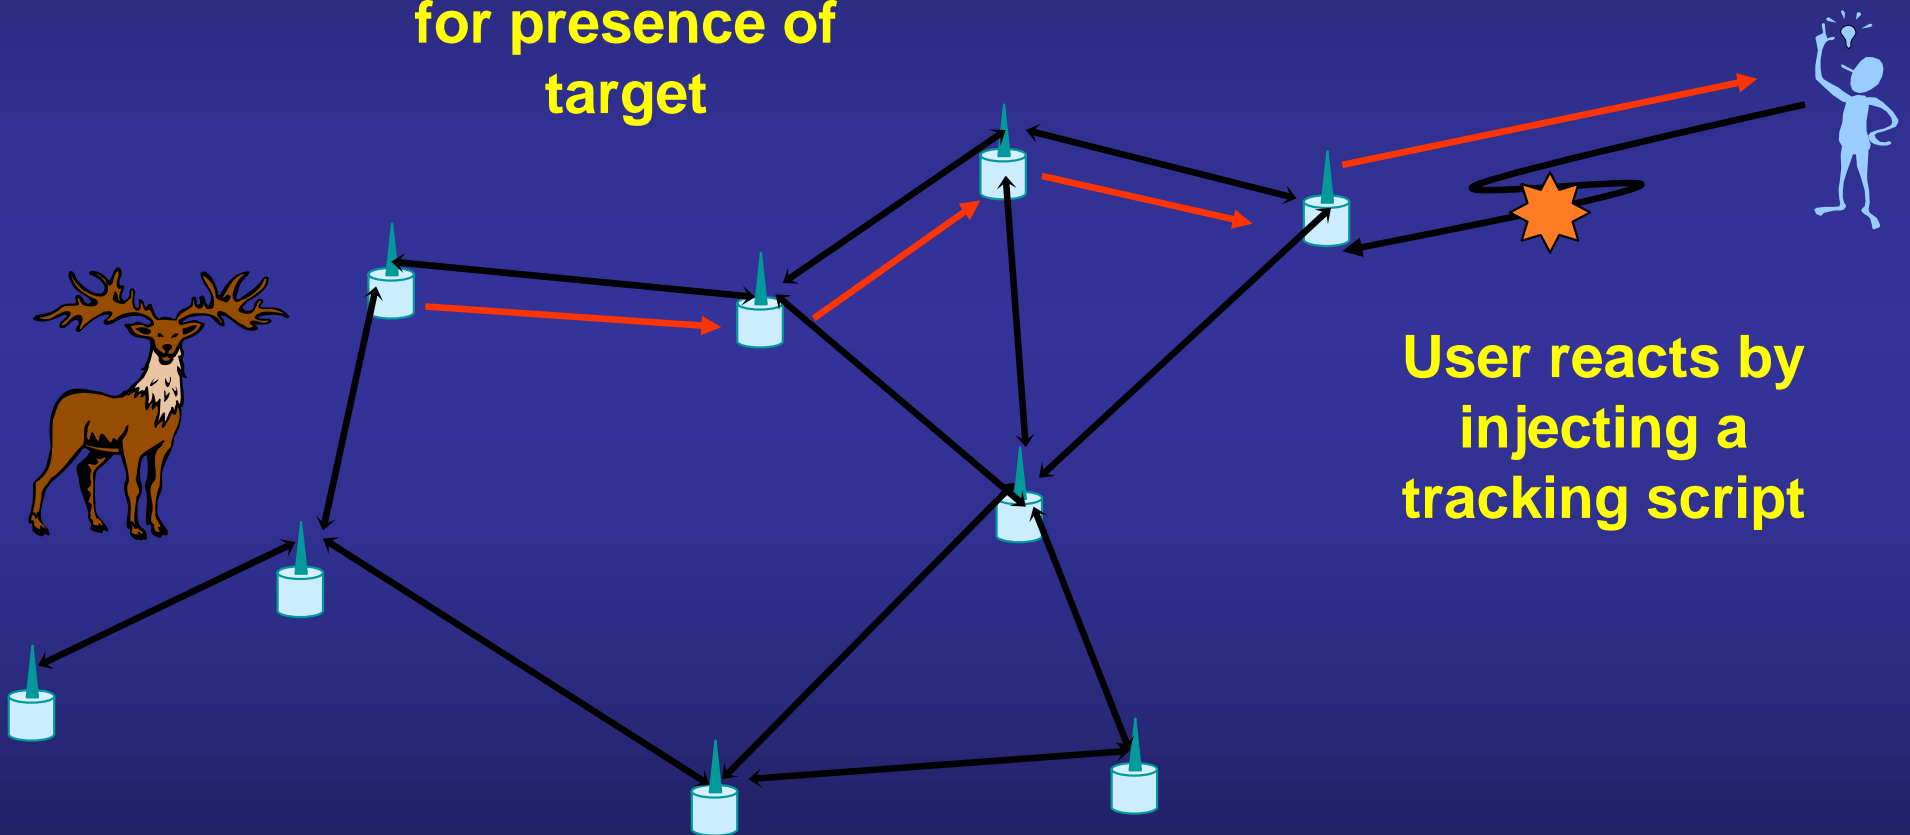 for presence of
target
User reacts by
injecting a
tracking script